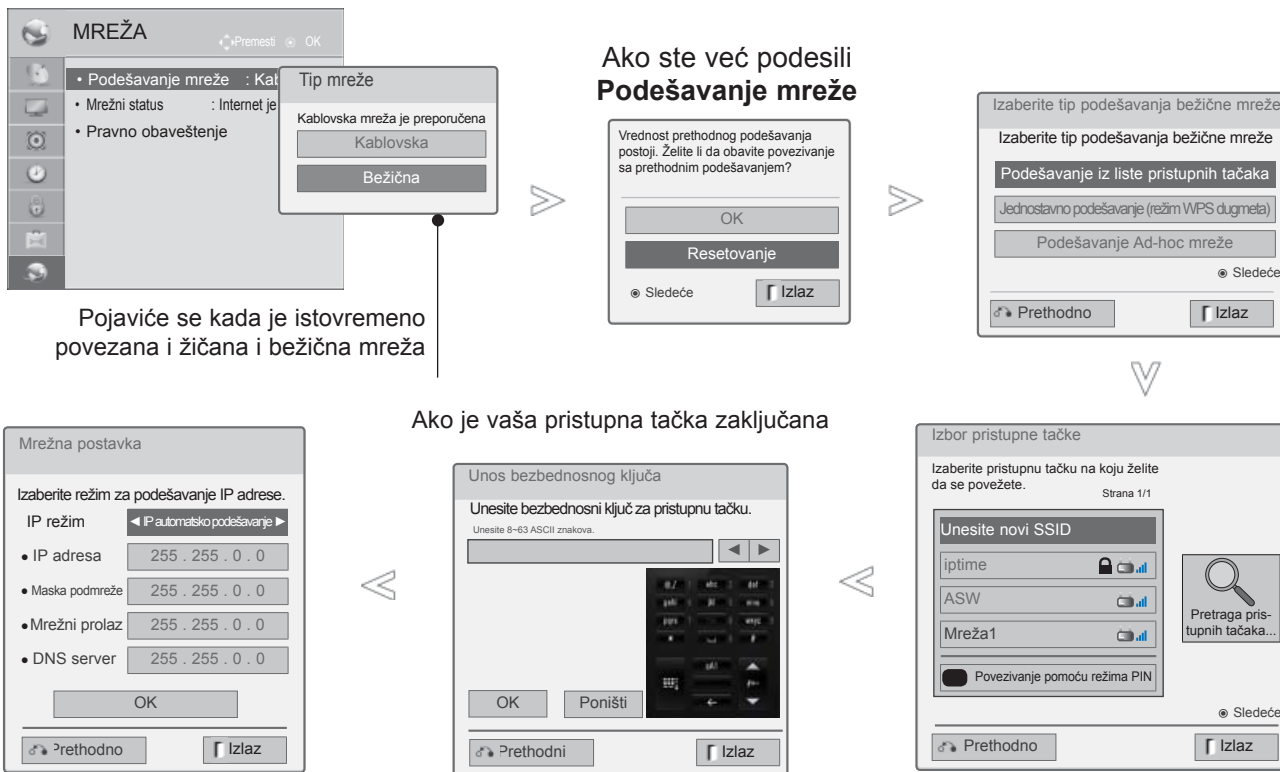 MREŽA
Premesti OK
• Podešavanje mreže : Kab
• Mrežni status : Internet je
• Pravno obaveštenje
Tip mreže
Kablovska mreža je preporučena
Kablovska
Bežična
Pojaviće se kada je istovremeno
povezana i žičana i bežična mreža
Ako ste već podesili
Podešavanje mreže
Vrednost prethodnog podešavanja
postoji. Želite li da obavite povezivanje
sa prethodnim podešavanjem?
OK
Resetovanje
Sledeće
Izlaz
Izaberite tip podešavanja bežične mreže
Izaberite tip podešavanja bežične mreže
Podešavanje iz liste pristupnih tačaka
Jednostavno podešavanje (režim WPS dugmeta)
Podešavanje Ad-hoc mreže
Sledeće
Prethodno
Izlaz
Izbor pristupne tačke
Izaberite pristupnu tačku na koju želite
da se povežete.
Strana 1/1
Unesite novi SSID
iptime
ASW
Mreža1
Povezivanje pomoću režima PIN
Pretraga pris-
tupnih tačaka...
Sledeće
Prethodno
Izlaz
Ako je vaša pristupna tačka zaključana
Unos bezbednosnog ključa
Unesite bezbednosni ključ za pristupnu tačku.
Unesite 8~63 ASCII znakova.
◀ ▶
OK
Poništi
Prethodni
Izlaz
Mrežna postavka
Izaberite režim za podešavanje IP adrese.
IP režim ◀ IP automatsko podešavanje ▶
• IP adresa 255 . 255 . 0 . 0
• Maska podmreže 255 . 255 . 0 . 0
• Mrežni prolaz 255 . 255 . 0 . 0
• DNS server 255 . 255 . 0 . 0
OK
Prethodno
Izlaz